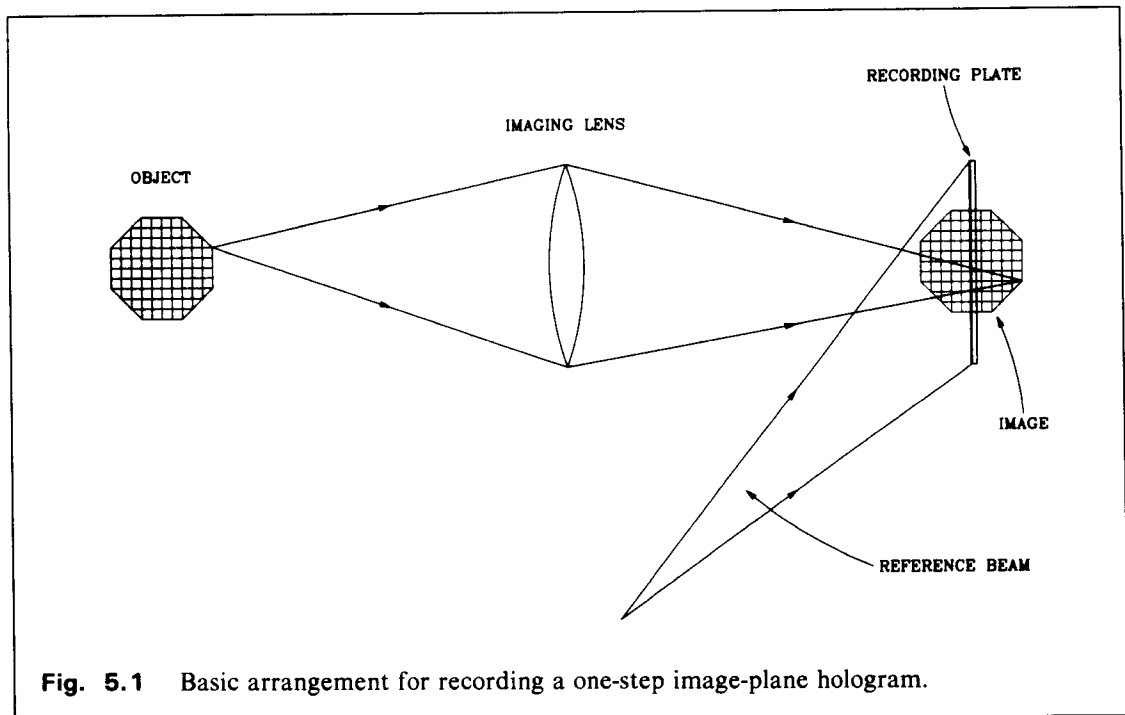 RECORDING PLATE
IMAGING LENS
OBJECT
IMAGE
REFERENCE BEAM
Fig. 5.1 Basic arrangement for recording a one-step image-plane hologram.